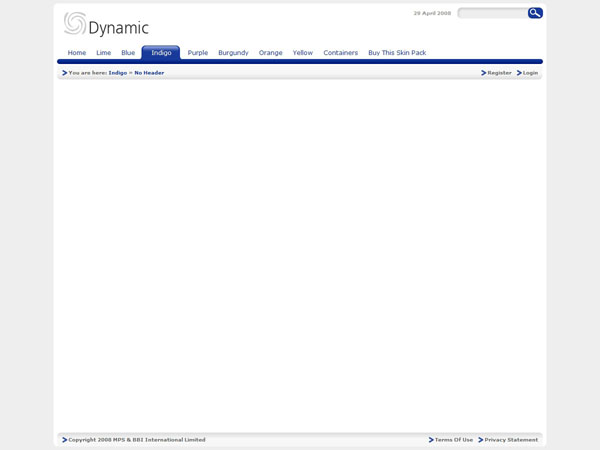 Dynamic
29 April 2008
Home Lime Blue Indigo Purple Burgundy Orange Yellow Containers Buy This Skin Pack
You are here: Indigo > No Header
Register Login
Copyright 2008 MPS & BBI International Limited
Terms Of Use Privacy Statement